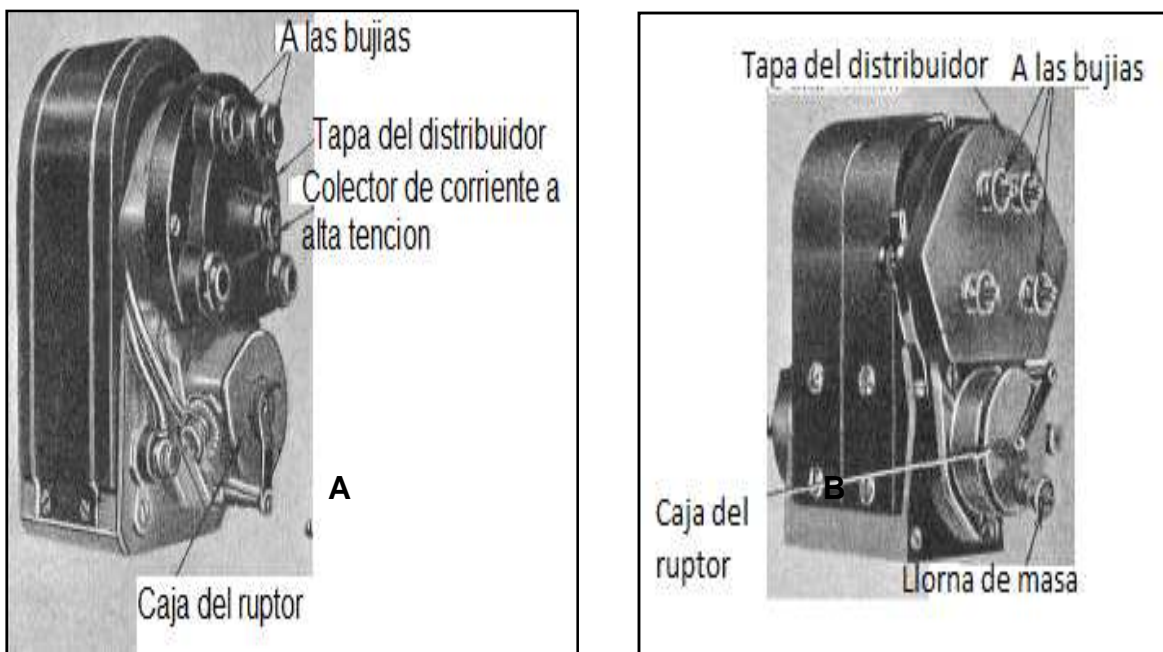 A las bujias
Tapa del distribuidor
Colector de corriente a
alta tencion
A
Caja del ruptor
Tapa del distribuidor
A las bujias
B
Caja del
ruptor
Llorna de masa